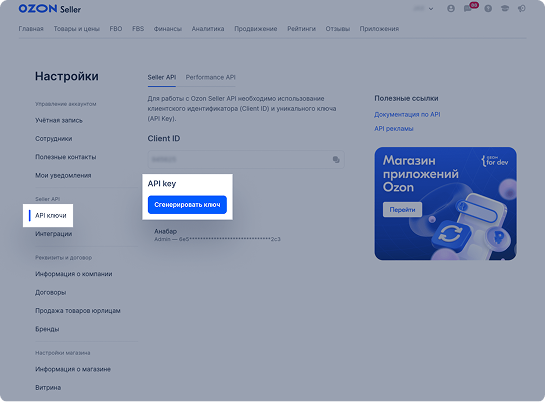 OZON Seller
Главная Товары и цены FBO FBS Финансы Аналитика Продвижение Рейтинги Отзывы Приложения
Настройки
Управление аккаунтом
Учётная запись
Сотрудники
Полезные контакты
Мои уведомления
Seller API
API ключи
Интеграции
Реквизиты и договор
Информация о компании
Договоры
Продажа товаров юрлицам
Бренды
Настройки магазина
Информация о магазине
Витрина
Seller API Performance API
Для работы с Ozon Seller API необходимо использование
клиентского идентификатора (Client ID) и уникального ключа
(API Key).
Client ID
API key
Сгенерировать ключ
Анабар
Полезные ссылки
Документация по API
API рекламы
Магазин
приложений
Ozon
ozon
for dev
Перейти